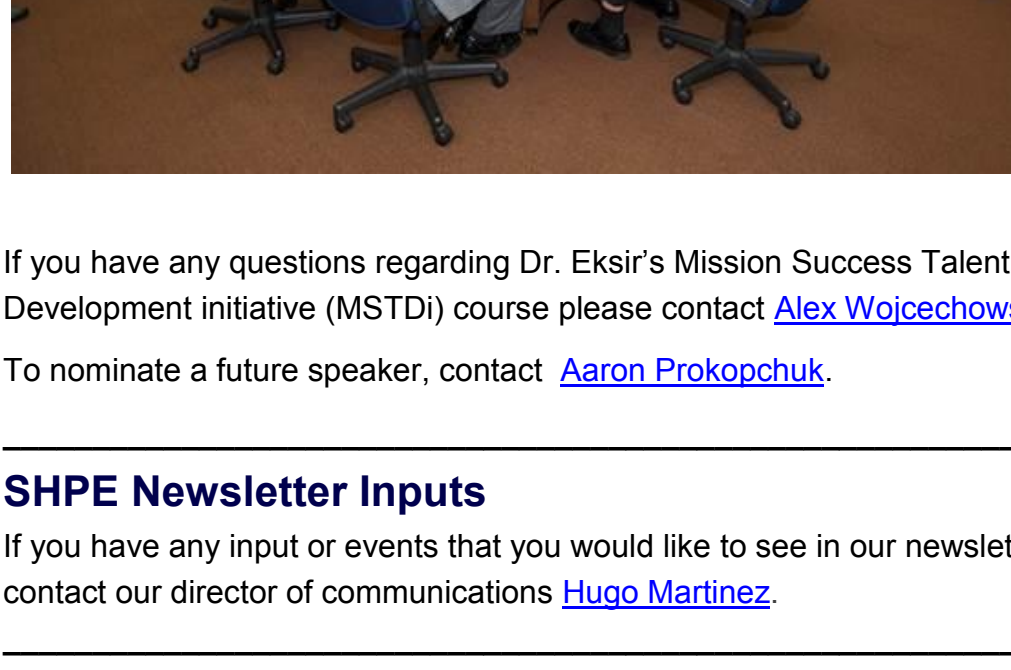 If you have any questions regarding Dr. Eksir’s Mission Success Talent
Development initiative (MSTDi) course please contact Alex
To nominate a future speaker, contact Aaron Prokopchuk.
SHPE Newsletter Inputs
If you have any input or events that you would like to see in our
contact our director of communications Hugo Martinez.